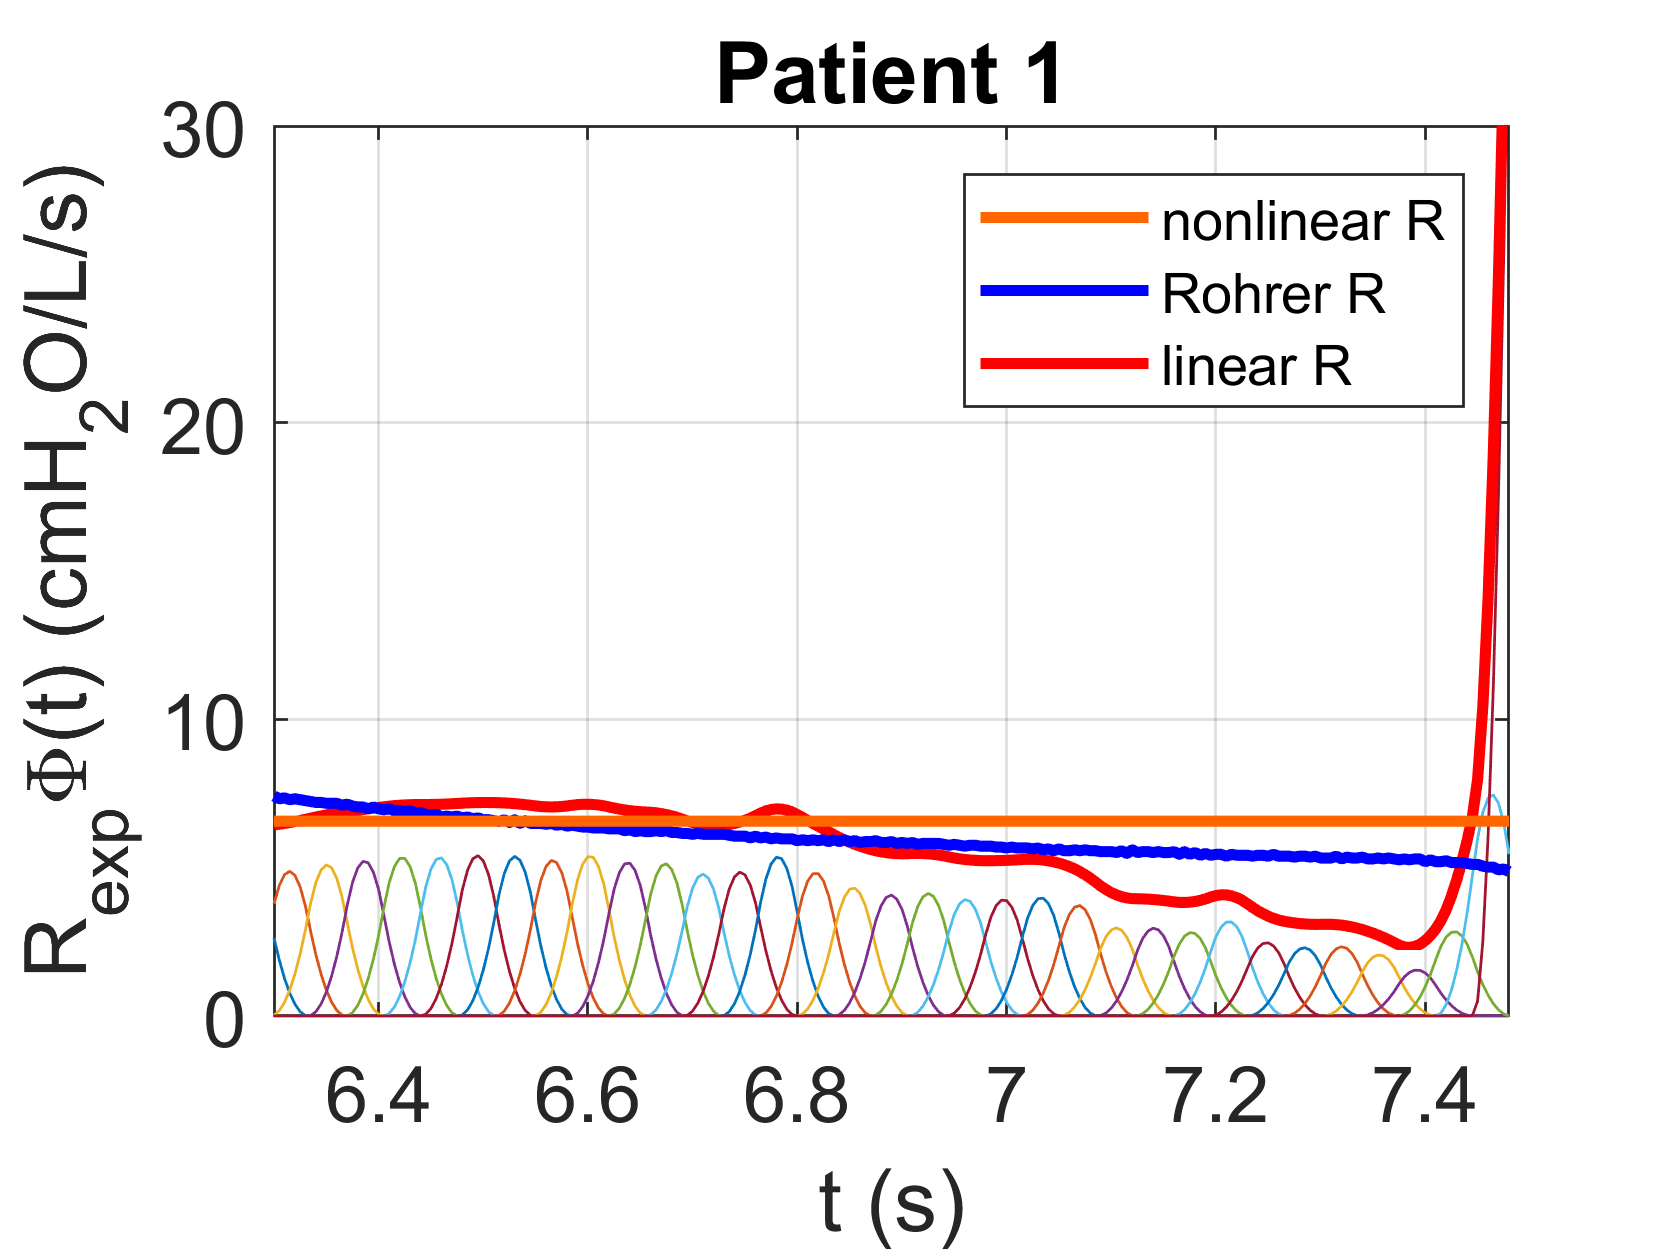 Patient 1
R_exp Φ(t) (cmH₂O/L/s)
30
20
10
0
nonlinear R
Rohrer R
linear R
6.4 6.6 6.8 7 7.2 7.4
t (s)